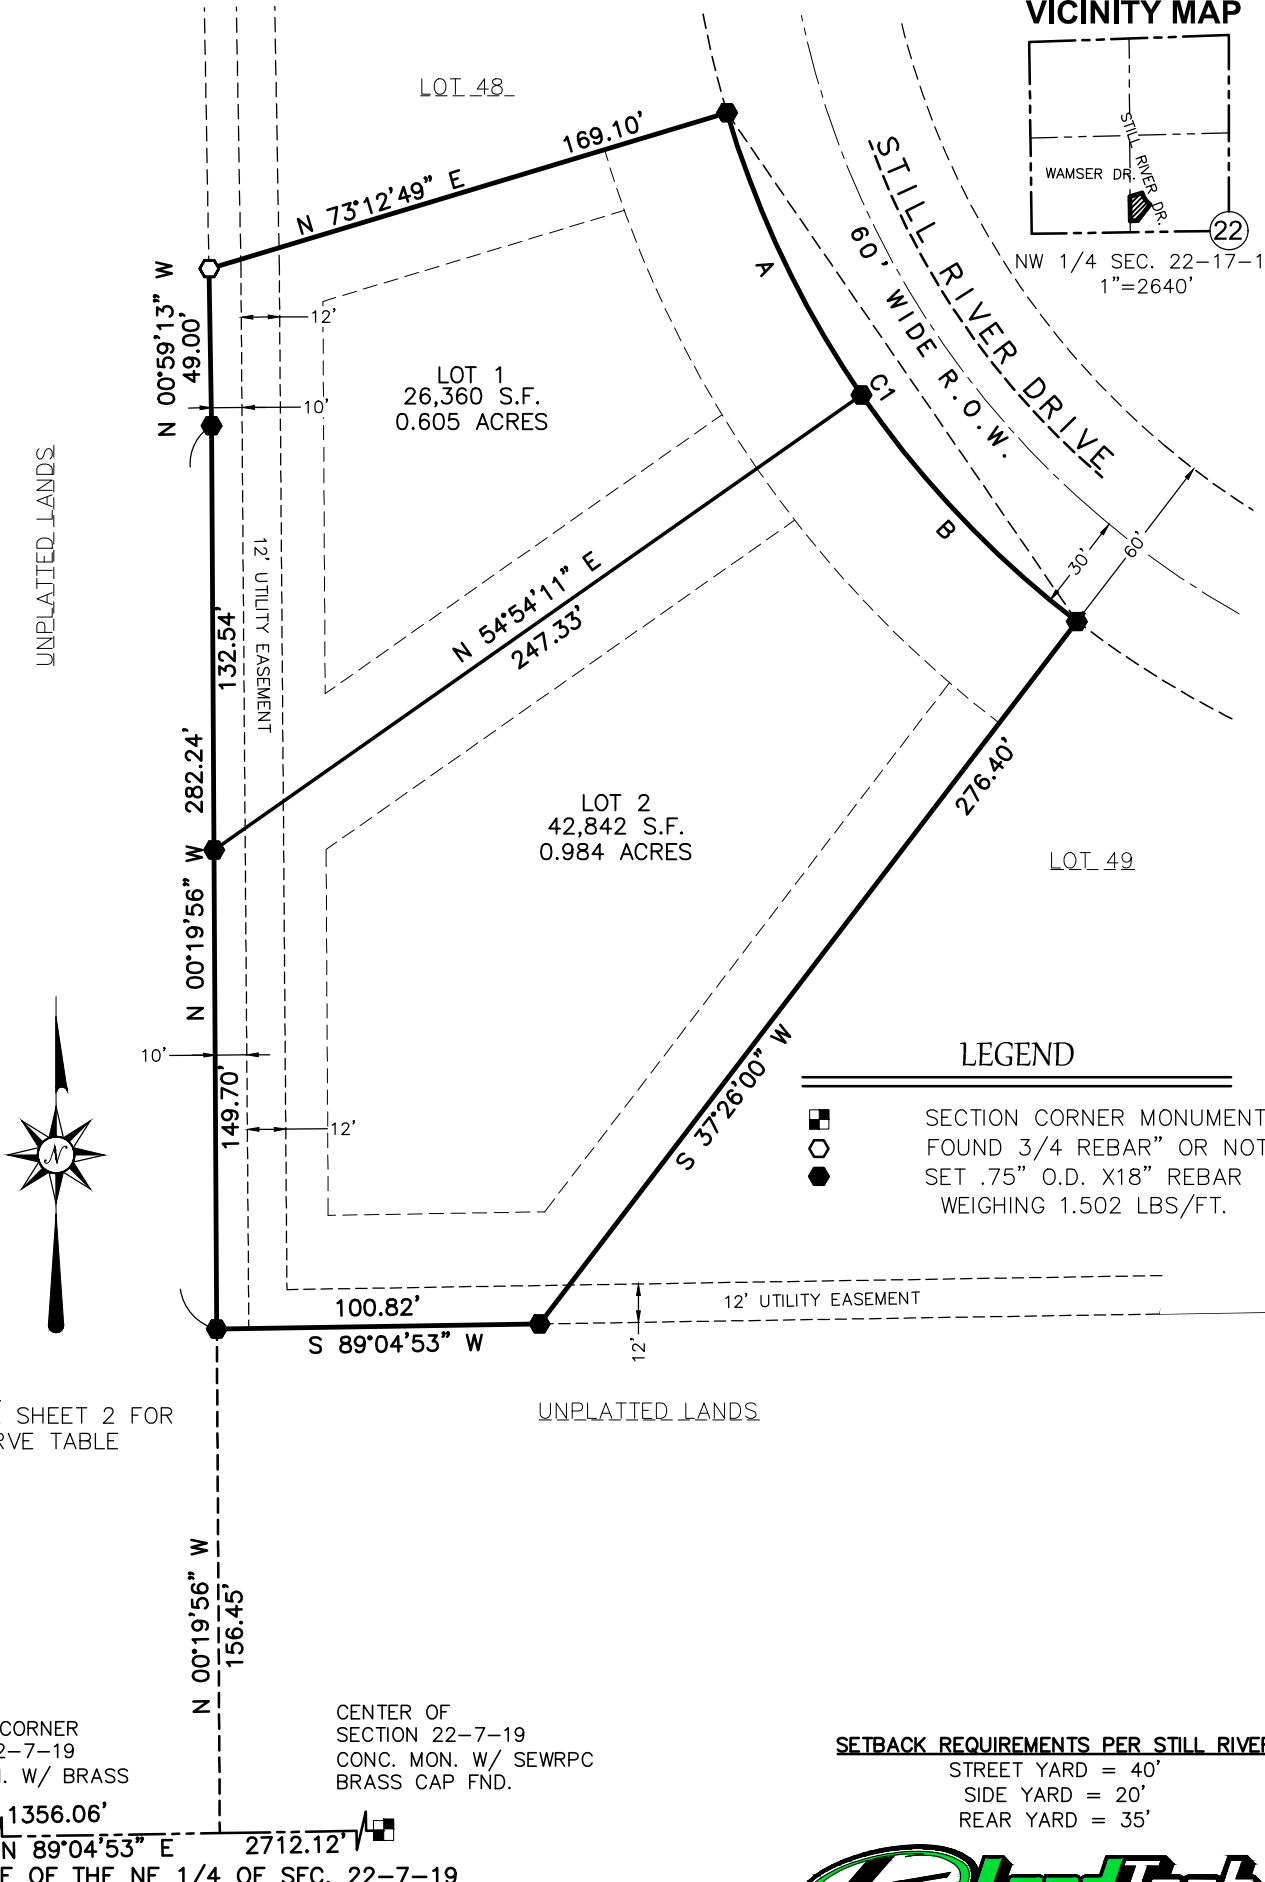 VICINITY MAP
STILL RIVER DR.
WAMSER DR.
22
NW 1/4 SEC. 22-17-1
1"=2640'
LOT 48
169.10'
N 73°12'49" E
N 00°59'13" W
49.00'
12'
10'
LOT 1
26,360 S.F.
0.605 ACRES
A
C1
B
STILL RIVER DRIVE
60' WIDE R.O.W.
30'
60'
UNPLATTED LANDS
12' UTILITY EASEMENT
132.54'
282.24'
N 54°54'11" E
247.33'
N 00°19'56" W
LOT 2
42,842 S.F.
0.984 ACRES
276.40'
LOT 49
S 37°26'00" W
10'
149.70'
12'
N
LEGEND
SECTION CORNER MONUMENT
FOUND 3/4 REBAR" OR NOT
SET .75" O.D. X18" REBAR
WEIGHING 1.502 LBS/FT.
100.82'
S 89°04'53" W
12' UTILITY EASEMENT
12'
SHEET 2 FOR
RVE TABLE
UNPLATTED LANDS
N 00°19'56" W
156.45'
CORNER
2-7-19
. W/ BRASS
CENTER OF
SECTION 22-7-19
CONC. MON. W/ SEWRPC
BRASS CAP FND.
1356.06'
N 89°04'53" E
2712.12'
OF THE NE 1/4 OF SEC. 22-7-19
SETBACK REQUIREMENTS PER STILL RIVER
STREET YARD = 40'
SIDE YARD = 20'
REAR YARD = 35'